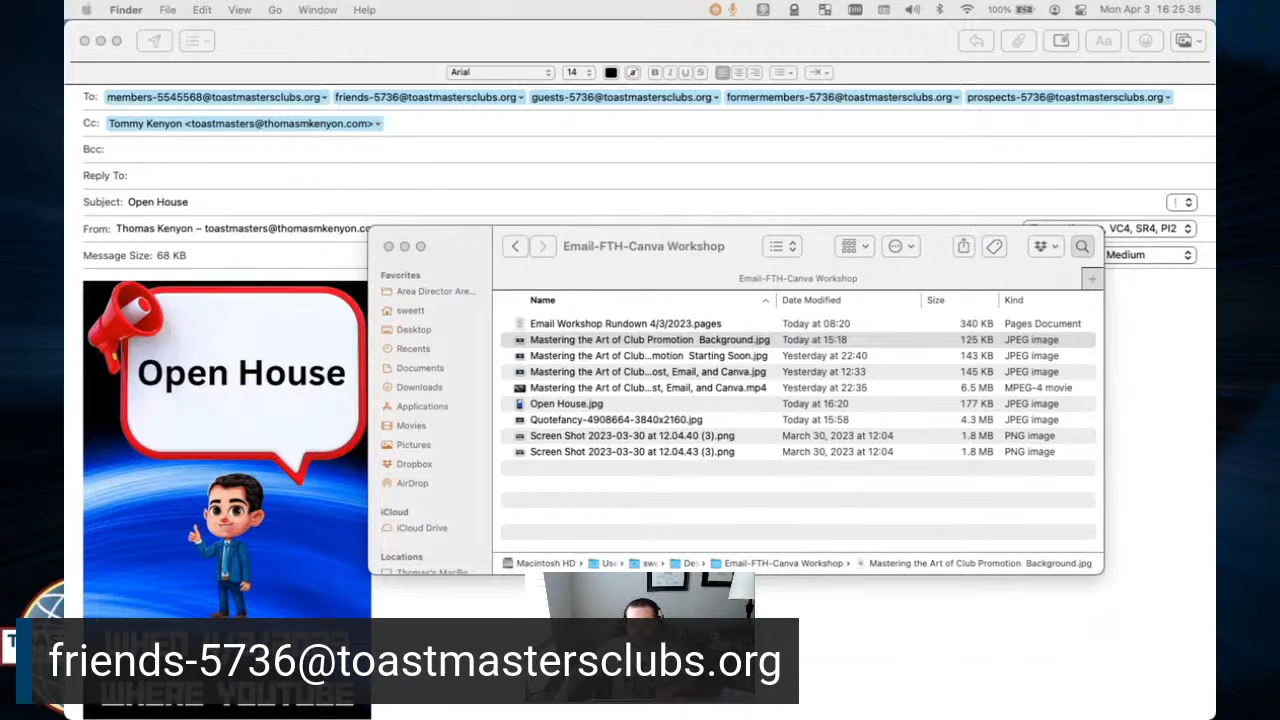 Finder File Edit View Go Window Help 100% Mon Apr 3 16:25:36
Arial 14 B I U S
To: members-5545568@toastmastersclubs.org friends-5736@toastmastersclubs.org guests-5736@toastmastersclubs.org formermembers-5736@toastmastersclubs.org prospects-5736@toastmastersclubs.org
Cc: Tommy Kenyon <toastmasters@thomasmkenyon.com>
Bcc:
Reply To:
Subject: Open House
From: Thomas Kenyon – toastmasters@thomasmkenyon.co , VC4, SR4, PI2
Message Size: 68 KB Medium
Open House
WHERE YOUTUBE
Email-FTH-Canva Workshop
Email-FTH-Canva Workshop
Favorites
Area Director Are...
sweett
Desktop
Recents
Documents
Downloads
Applications
Movies
Pictures
Dropbox
AirDrop
iCloud
iCloud Drive
Locations
Thomas's MacBo
Name Date Modified Size Kind
Email Workshop Rundown 4/3/2023.pages Today at 08:20 340 KB Pages Document
Mastering the Art of Club Promotion Background.jpg Today at 15:18 125 KB JPEG image
Mastering the Art of Club...motion Starting Soon.jpg Yesterday at 22:40 143 KB JPEG image
Mastering the Art of Club...ost, Email, and Canva.jpg Yesterday at 12:33 145 KB JPEG image
Mastering the Art of Club...st, Email, and Canva.mp4 Yesterday at 22:35 6.5 MB MPEG-4 movie
Open House.jpg Today at 16:20 177 KB JPEG image
Quotefancy-4908664-3840x2160.jpg Today at 15:58 4.3 MB JPEG image
Screen Shot 2023-03-30 at 12.04.40 (3).png March 30, 2023 at 12:04 1.8 MB PNG image
Screen Shot 2023-03-30 at 12.04.43 (3).png March 30, 2023 at 12:04 1.8 MB PNG image
Macintosh HD Use swe Des Email-FTH-Canva Workshop Mastering the Art of Club Promotion Background.jpg
friends-5736@toastmastersclubs.org